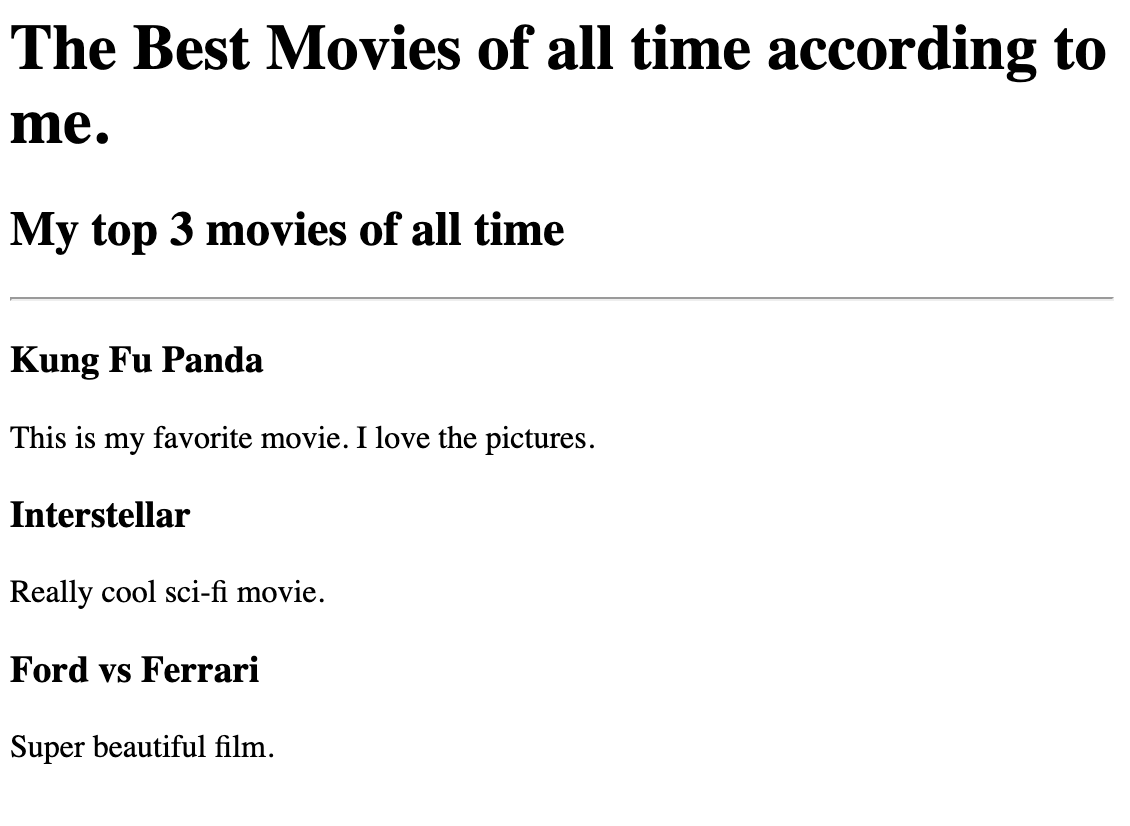 The Best Movies of all time according to
me.
My top 3 movies of all time
Kung Fu Panda
This is my favorite movie. I love the pictures.
Interstellar
Really cool sci-fi movie.
Ford vs Ferrari
Super beautiful film.